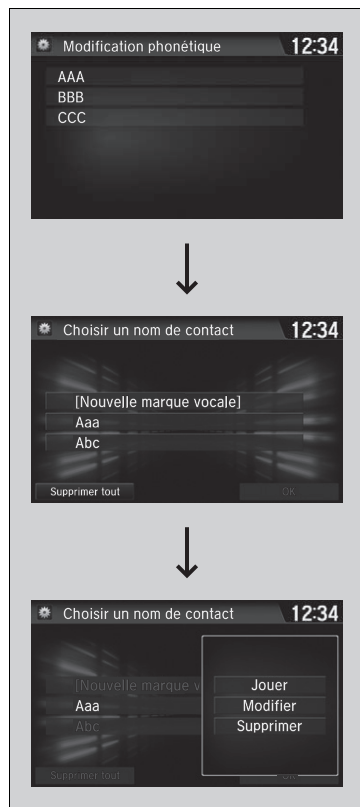 Modification phonétique 12:34
AAA
BBB
CCC
Choisir un nom de contact 12:34
[Nouvelle marque vocale]
Aaa
Abc
Supprimer tout OK
Choisir un nom de contact 12:34
[Nouvelle marque v
Aaa
Abc
Jouer
Modifier
Supprimer
Supprimer tout OK